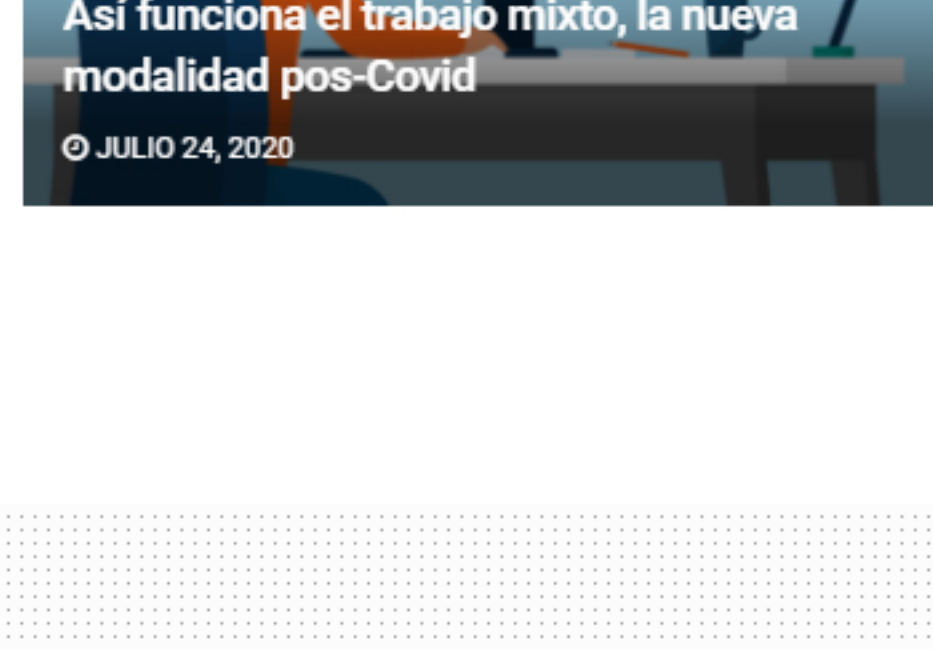 Así funciona el trabajo mixto, la nueva
modalidad pos-Covid
JULIO 24, 2020